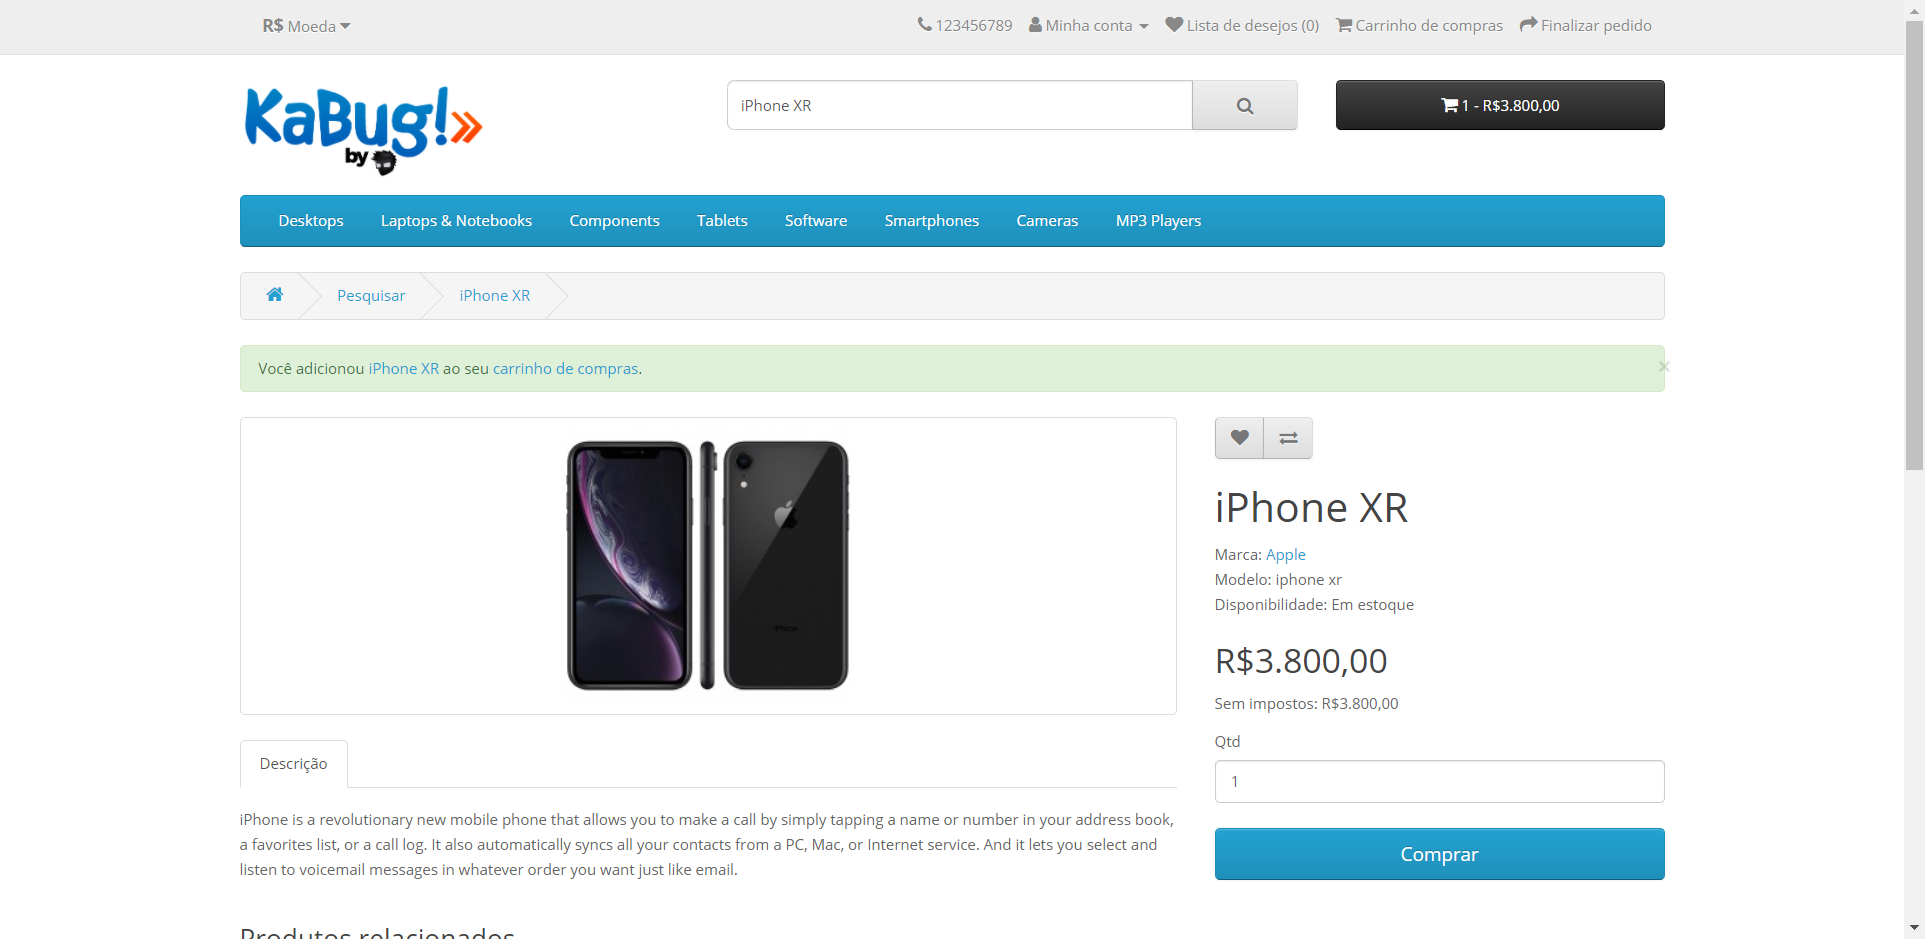 R$ Moeda
123456789 Minha conta Lista de desejos (0) Carrinho de compras Finalizar pedido
KaBug!
by
iPhone XR
1 - R$3.800,00
Desktops Laptops & Notebooks Components Tablets Software Smartphones Cameras MP3 Players
Pesquisar iPhone XR
Você adicionou iPhone XR ao seu carrinho de compras.
×
iPhone
iPhone XR
Marca: Apple
Modelo: iphone xr
Disponibilidade: Em estoque
R$3.800,00
Sem impostos: R$3.800,00
Qtd
1
Comprar
Descrição
iPhone is a revolutionary new mobile phone that allows you to make a call by simply tapping a name or number in your address book,
a favorites list, or a call log. It also automatically syncs all your contacts from a PC, Mac, or Internet service. And it lets you select and
listen to voicemail messages in whatever order you want just like email.
Produtos relacionados